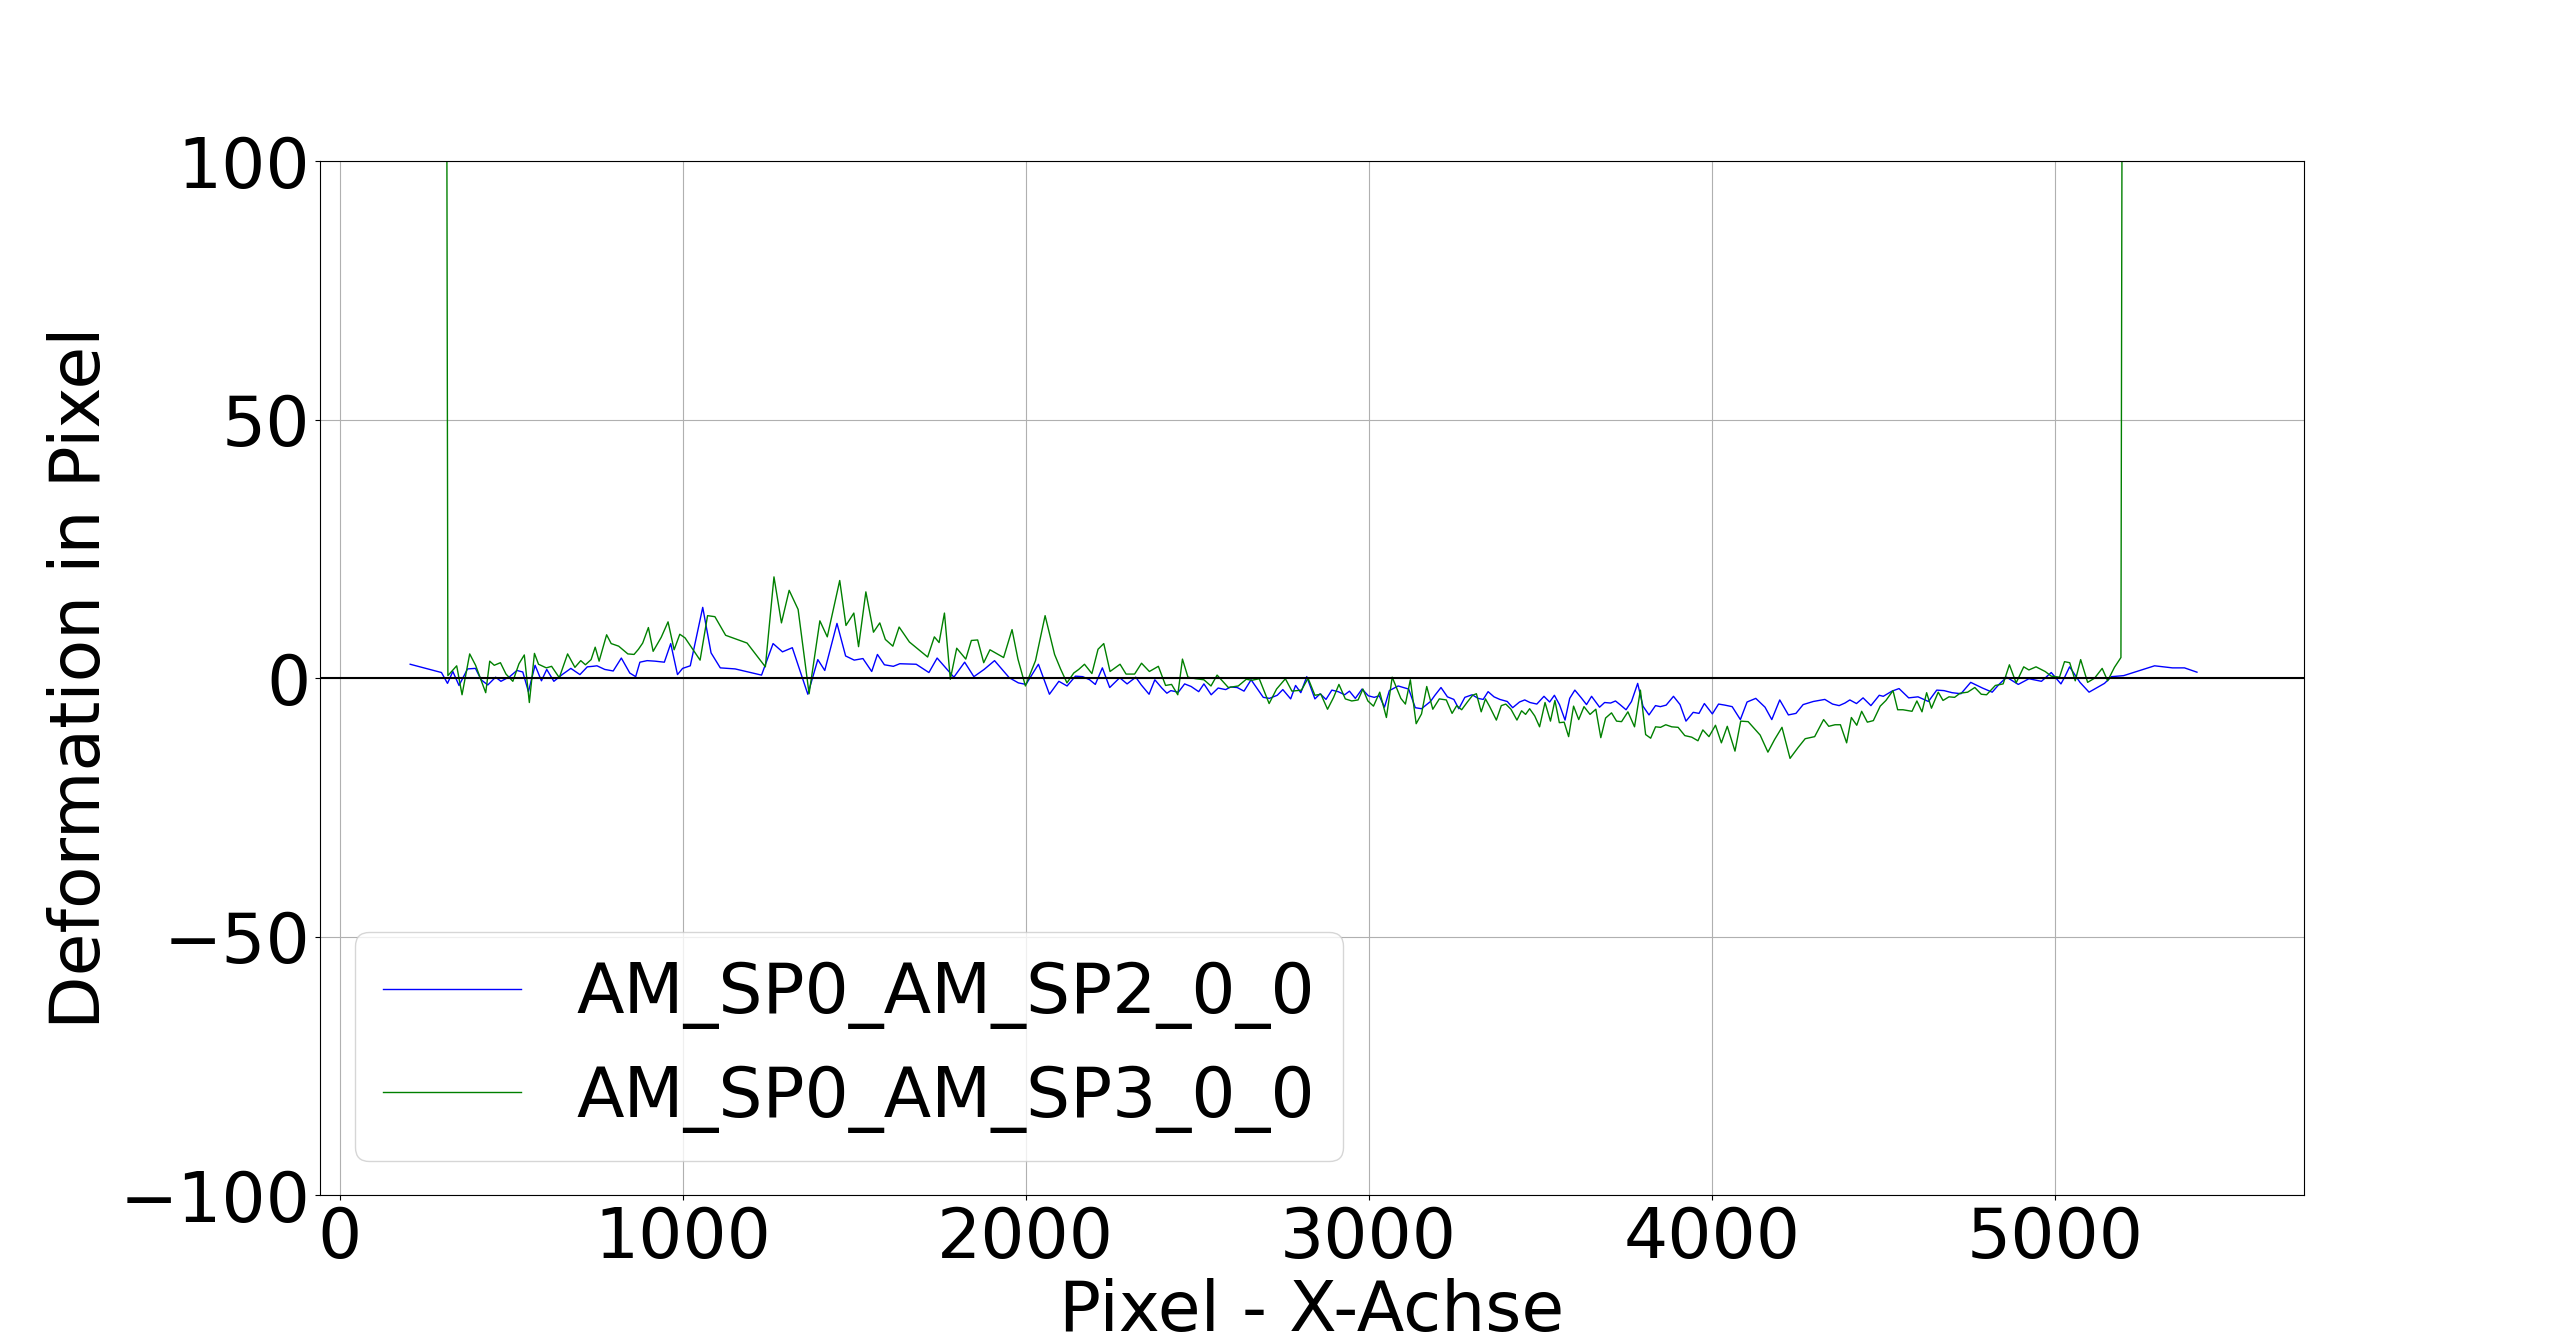 100
50
0
−50
−100
Deformation in Pixel
AM_SP0_AM_SP2_0_0
AM_SP0_AM_SP3_0_0
0 1000 2000 3000 4000 5000
Pixel - X-Achse